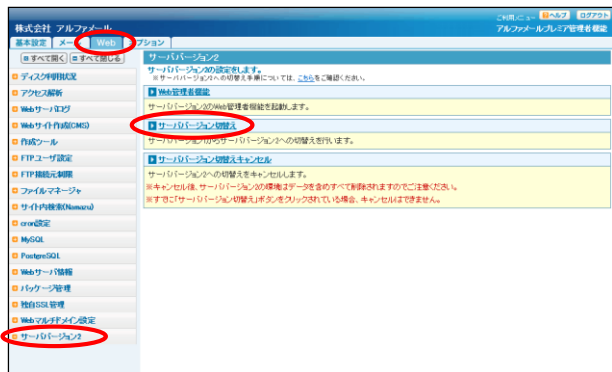 ご利用メニュー ヘルプ ログアウト
株式会社 アルファメール
アルファメールプレミア管理者機能
基本設定 メー Web プション
すべて開く すべて閉じる
サーババージョン2
サーババージョン2の設定をします。
※サーババージョン2への切替え手順については、こちらをご確認ください。
ディスク使用状況
アクセス解析
Webサーバログ
Webサイト作成(CMS)
作成ツール
FTPユーザ設定
FTP接続元制限
ファイルマネージャ
サイト内検索(Namazu)
cron設定
MySQL
PostgreSQL
Webサーバ情報
パッケージ管理
独自SSL管理
Webマルチドメイン設定
サーババージョン2
Web管理者機能
サーババージョン2のWeb管理者機能を起動します。
サーババージョン切替え
サーババージョン1からサーババージョン2への切替えを行います。
サーババージョン切替えキャンセル
サーババージョン2への切替えをキャンセルします。
※キャンセル後、サーババージョン2の環境はデータを含めすべて削除されますのでご注意ください。
※すでに「サーババージョン切替え」ボタンをクリックされている場合、キャンセルはできません。